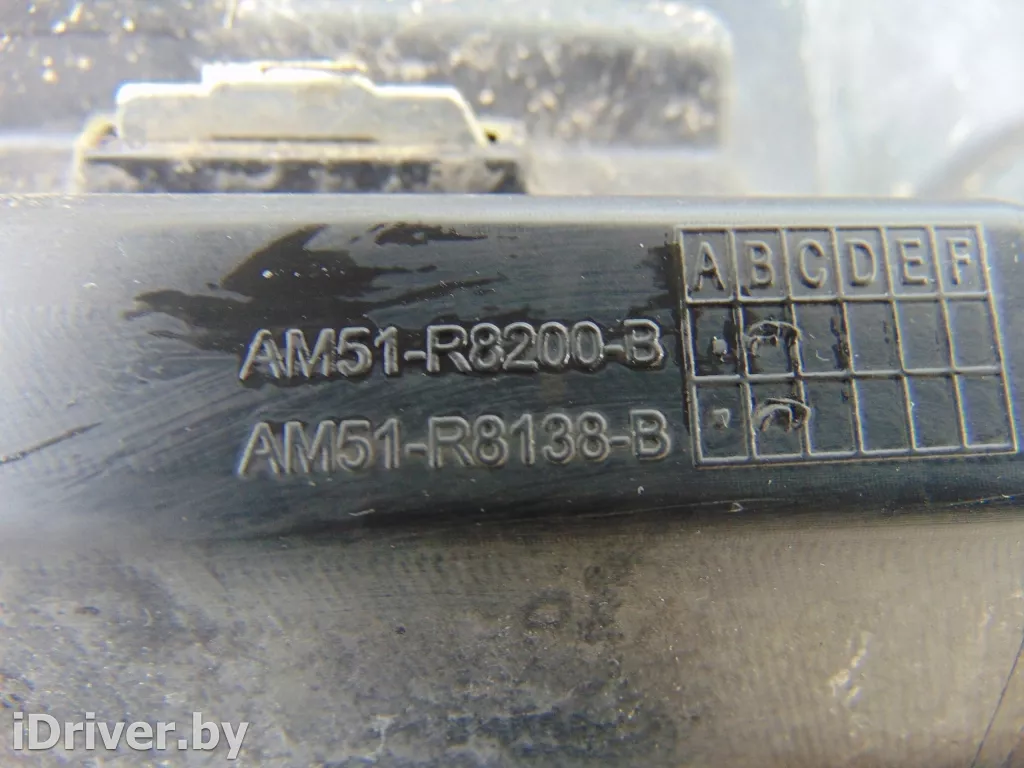 A B C D E F
AM51-R8200-B
AM51-R8138-B
iDriver.by